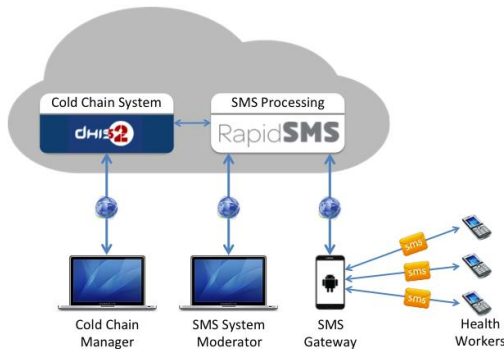 Cold Chain System
SMS Processing
dHIS2
RapidSMS
sms
sms
sms
Cold Chain
Manager
SMS System
Moderator
SMS
Gateway
Health
Workers